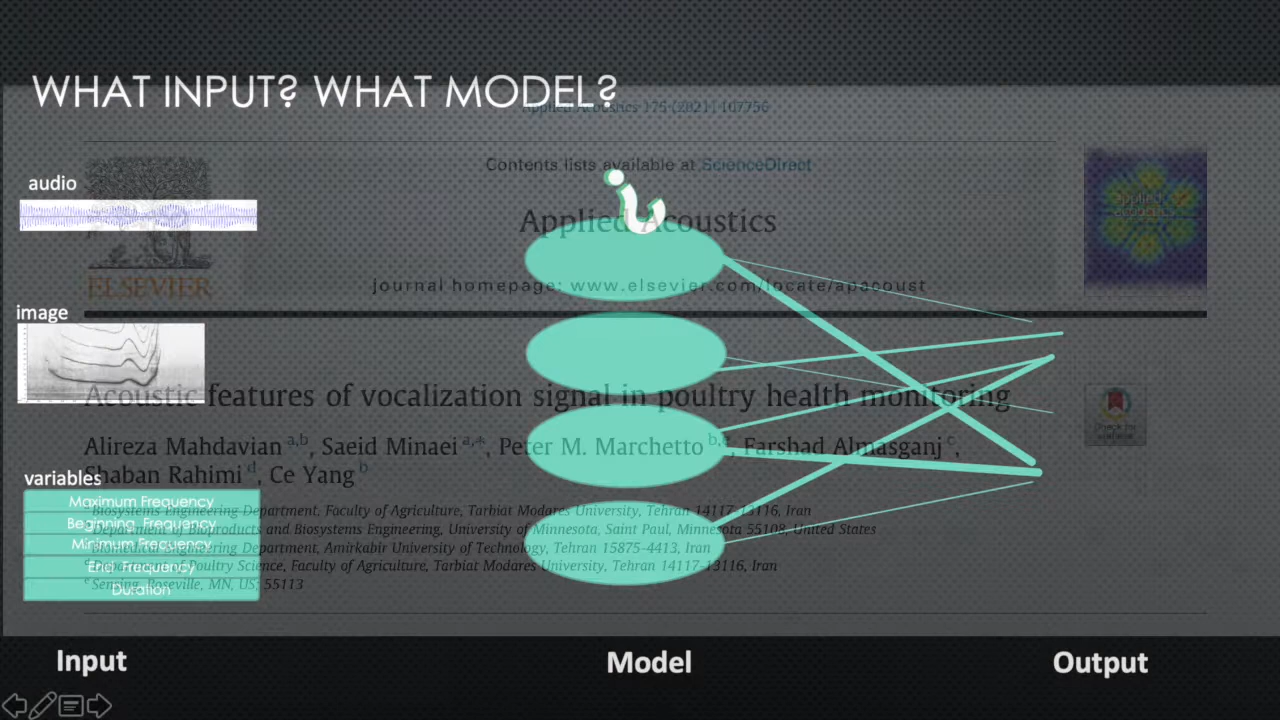 WHAT INPUT? WHAT MODEL?
Applied Acoustics 175 (2021) 107756
Contents lists available at ScienceDirect
audio
Applied Acoustics
applied
acoustics
ELSEVIER
journal homepage: www.elsevier.com/locate/apacoust
image
Acoustic features of vocalization signal in poultry health monitoring
Check for
updates
Alireza Mahdavian a,b, Saeid Minaei a,*, Peter M. Marchetto b,e, Farshad Almasganj c,
Shaban Rahimi d, Ce Yang b
variables
Maximum Frequency
Beginning Frequency
Minimum Frequency
End Frequency
Duration
a Biosystems Engineering Department, Faculty of Agriculture, Tarbiat Modares University, Tehran 14117-13116, Iran
b Department of Bioproducts and Biosystems Engineering, University of Minnesota, Saint Paul, Minnesota 55108, United States
Biomedical Engineering Department, Amirkabir University of Technology, Tehran 15875-4413, Iran
Department of Poultry Science, Faculty of Agriculture, Tarbiat Modares University, Tehran 14117-13116, Iran
e Sensing, Roseville, MN, US, 55113
¿
Input
Model
Output